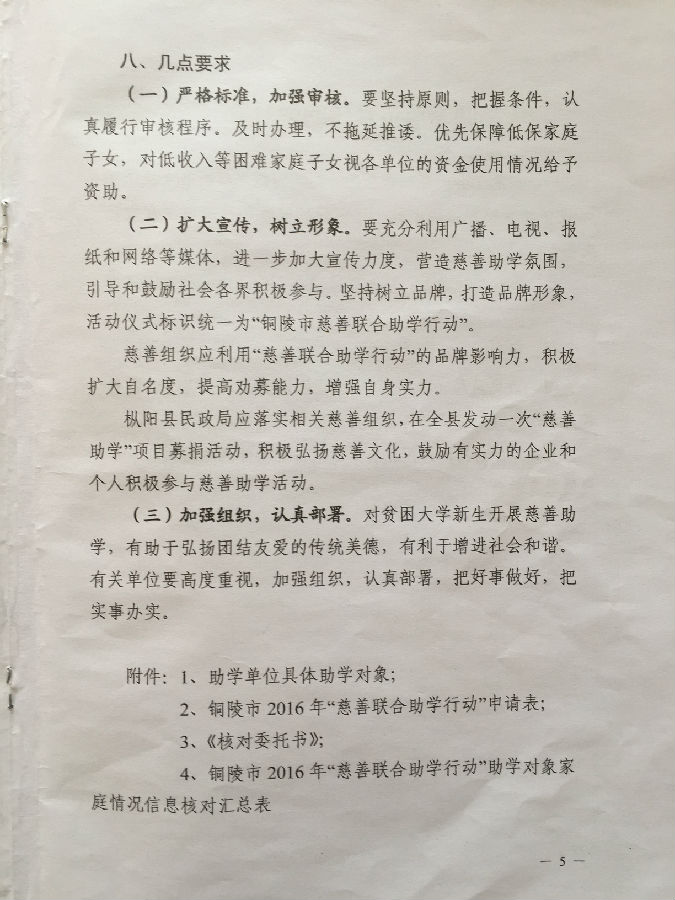 八、几点要求
（一）严格标准，加强审核。要坚持原则，把握条件，认
真履行审核程序。及时办理，不拖延推诿。优先保障低保家庭
子女，对低收入等困难家庭子女视各单位的资金使用情况给予
资助。
（二）扩大宣传，树立形象。要充分利用广播、电视、报
纸和网络等媒体，进一步加大宣传力度，营造慈善助学氛围，
引导和鼓励社会各界积极参与。坚持树立品牌，打造品牌形象，
活动仪式标识统一为“铜陵市慈善联合助学行动”。
慈善组织应利用“慈善联合助学行动”的品牌影响力，积极
扩大自名度，提高劝募能力，增强自身实力。
枞阳县民政局应落实相关慈善组织，在全县发动一次“慈善
助学”项目募捐活动，积极弘扬慈善文化，鼓励有实力的企业和
个人积极参与慈善助学活动。
（三）加强组织，认真部署。对贫困大学新生开展慈善助
学，有助于弘扬团结友爱的传统美德，有利于增进社会和谐。
有关单位要高度重视，加强组织，认真部署，把好事做好，把
实事办实。
附件：1、助学单位具体助学对象；
2、铜陵市 2016 年“慈善联合助学行动”申请表；
3、《核对委托书》；
4、铜陵市 2016 年“慈善联合助学行动”助学对象家
庭情况信息核对汇总表
— 5 —